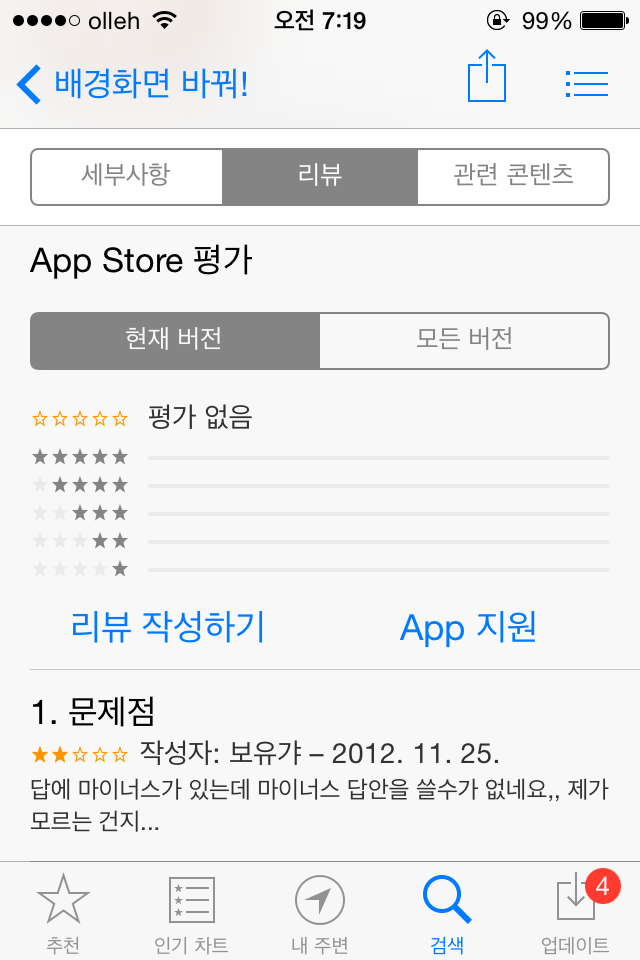 olleh 오전 7:19 99%
배경화면 바꿔!
세부사항 리뷰 관련 콘텐츠
App Store 평가
현재 버전 모든 버전
평가 없음
리뷰 작성하기 App 지원
1. 문제점
작성자: 보유갸 – 2012. 11. 25.
답에 마이너스가 있는데 마이너스 답안을 쓸수가 없네요,, 제가
모르는 건지...
4
추천 인기 차트 내 주변 검색 업데이트